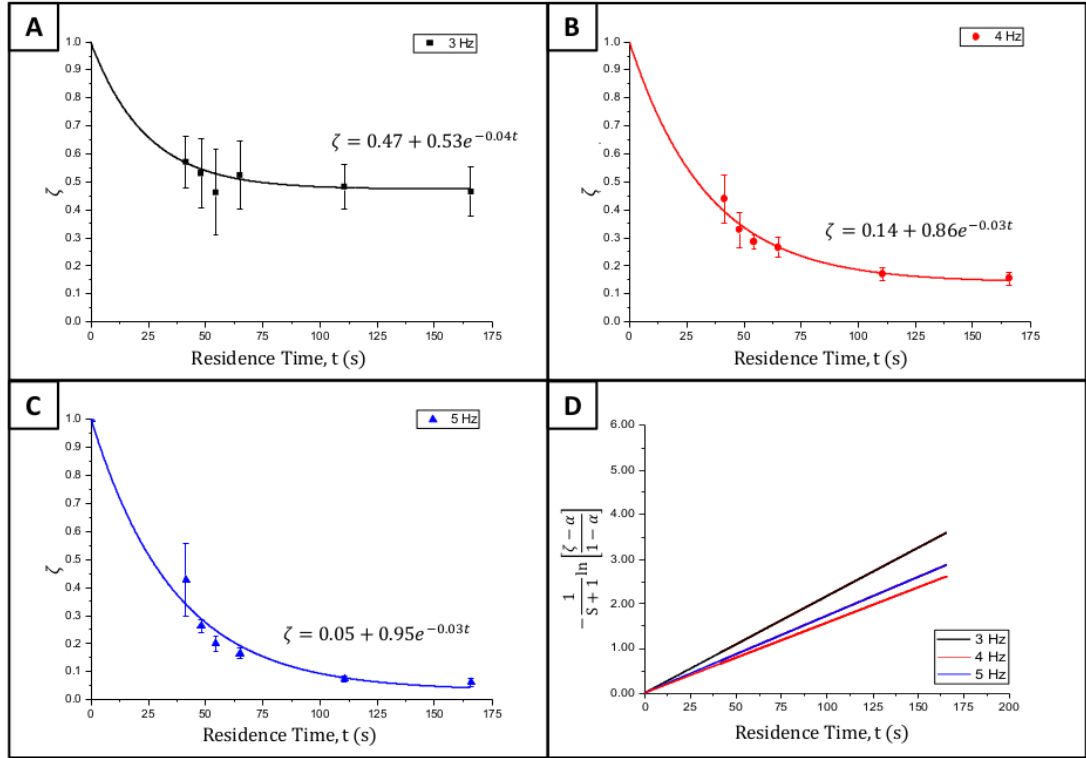 A
3 Hz
1.0
0.9
0.8
0.7
0.6
0.5
0.4
0.3
0.2
0.1
0.0
ζ
ζ = 0.47 + 0.53e^{-0.04t}
0 25 50 75 100 125 150 175
Residence Time, t (s)
B
4 Hz
1.0
0.9
0.8
0.7
0.6
0.5
0.4
0.3
0.2
0.1
0.0
ζ
ζ = 0.14 + 0.86e^{-0.03t}
0 25 50 75 100 125 150 175
Residence Time, t (s)
C
5 Hz
1.0
0.9
0.8
0.7
0.6
0.5
0.4
0.3
0.2
0.1
0.0
ζ
ζ = 0.05 + 0.95e^{-0.03t}
0 25 50 75 100 125 150 175
Residence Time, t (s)
D
6.00
5.00
4.00
3.00
2.00
1.00
0.00
-\frac{1}{S + 1} ln [\frac{ζ - α}{1 - α}]
3 Hz
4 Hz
5 Hz
0 25 50 75 100 125 150 175 200
Residence Time, t (s)